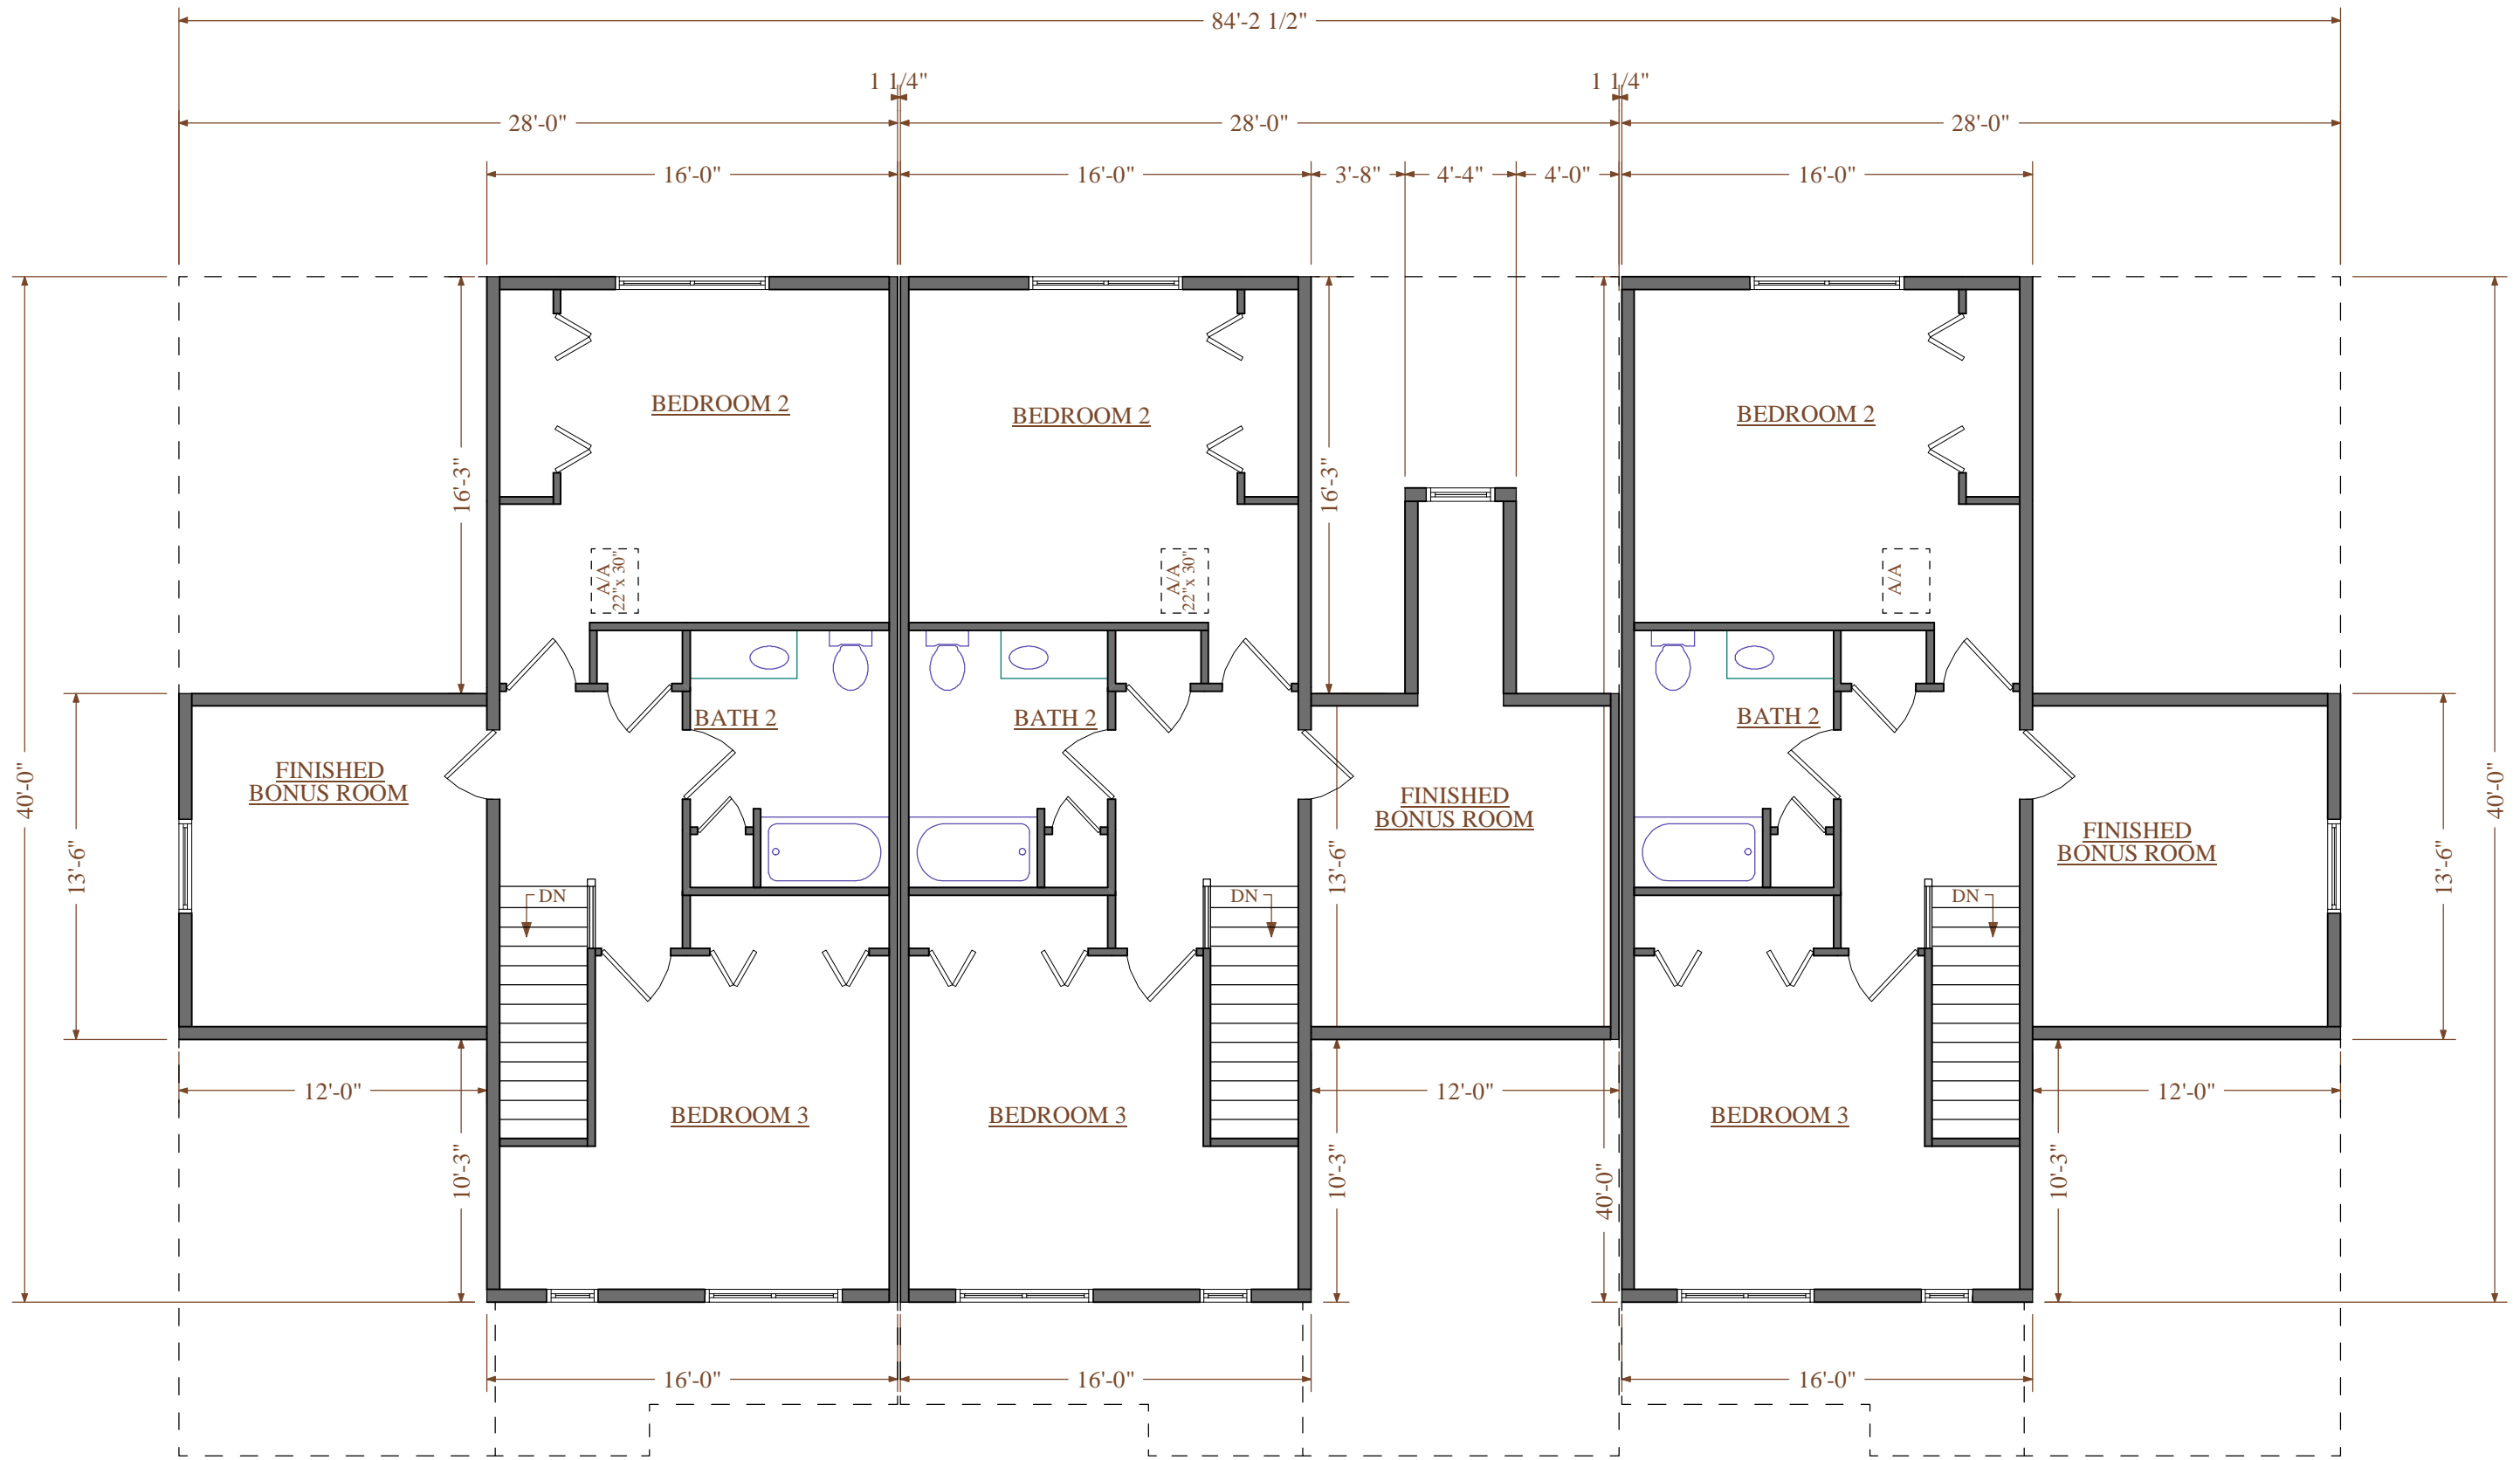 84'-2 1/2"
1 1/4"
1 1/4"
28'-0"
28'-0"
28'-0"
16'-0"
16'-0"
3'-8"
4'-4"
4'-0"
16'-0"
BEDROOM 2
BEDROOM 2
BEDROOM 2
16'-3"
16'-3"
A/A
22"x 30"
A/A
22"x 30"
A/A
BATH 2
BATH 2
BATH 2
FINISHED
BONUS ROOM
FINISHED
BONUS ROOM
FINISHED
BONUS ROOM
40'-0"
13'-6"
13'-6"
13'-6"
40'-0"
DN
DN
DN
12'-0"
12'-0"
12'-0"
BEDROOM 3
BEDROOM 3
BEDROOM 3
10'-3"
10'-3"
40'-0"
10'-3"
16'-0"
16'-0"
16'-0"